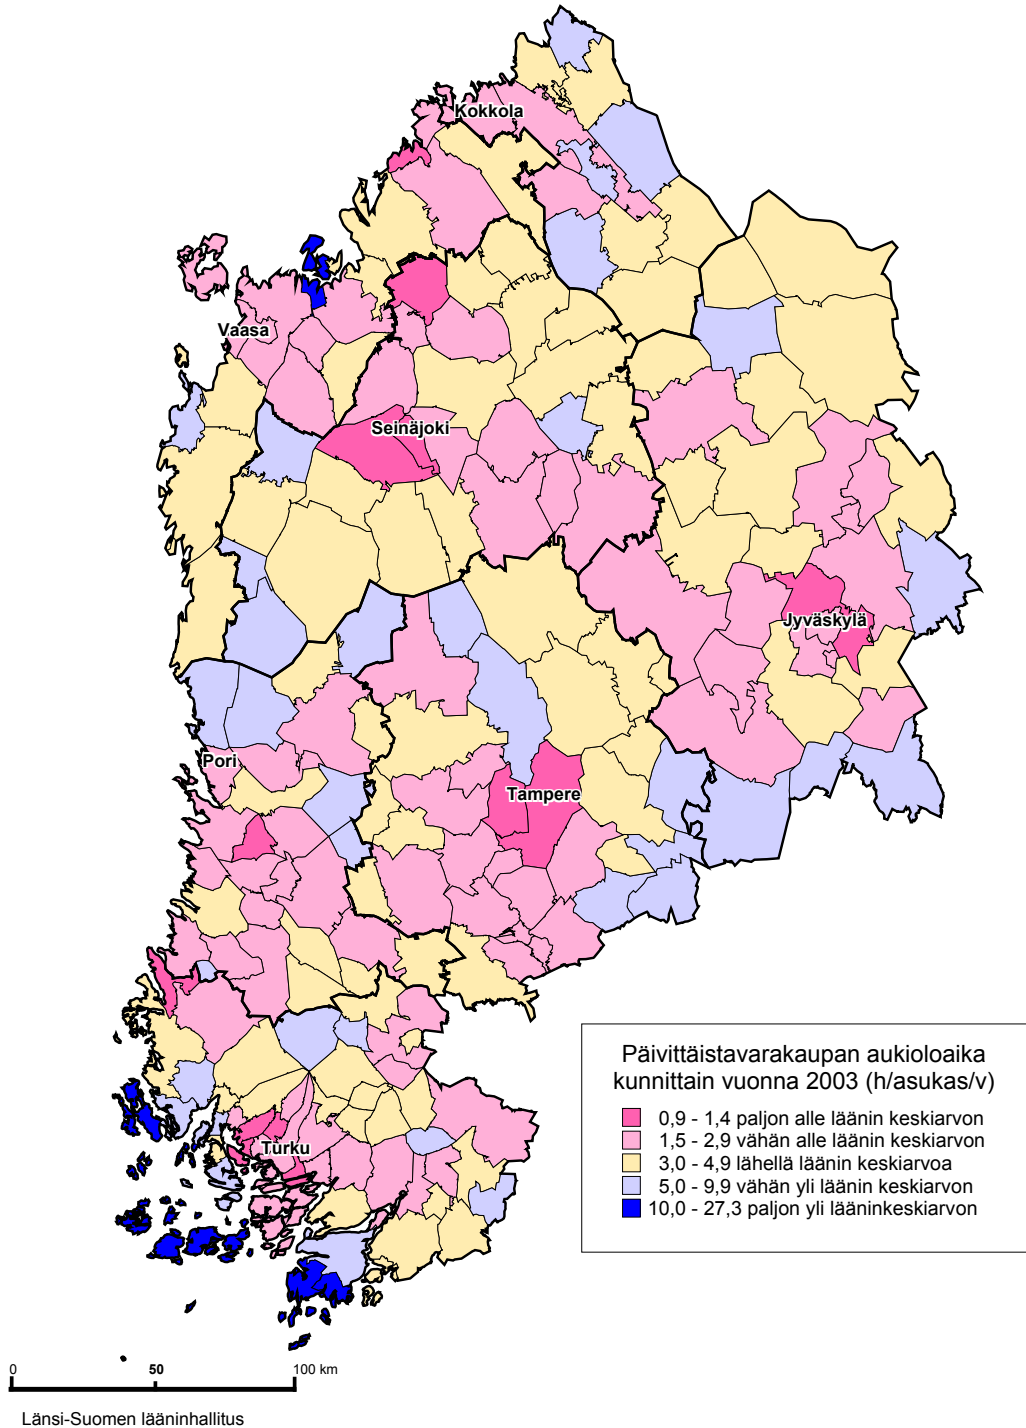 Kokkola
Vaasa
Seinäjoki
Jyväskylä
Pori
Tampere
Turku
Päivittäistavarakaupan aukioloaika
kunnittain vuonna 2003 (h/asukas/v)
0,9 - 1,4 paljon alle läänin keskiarvon
1,5 - 2,9 vähän alle läänin keskiarvon
3,0 - 4,9 lähellä läänin keskiarvoa
5,0 - 9,9 vähän yli läänin keskiarvon
10,0 - 27,3 paljon yli lääninkeskiarvon
0 50 100 km
Länsi-Suomen lääninhallitus